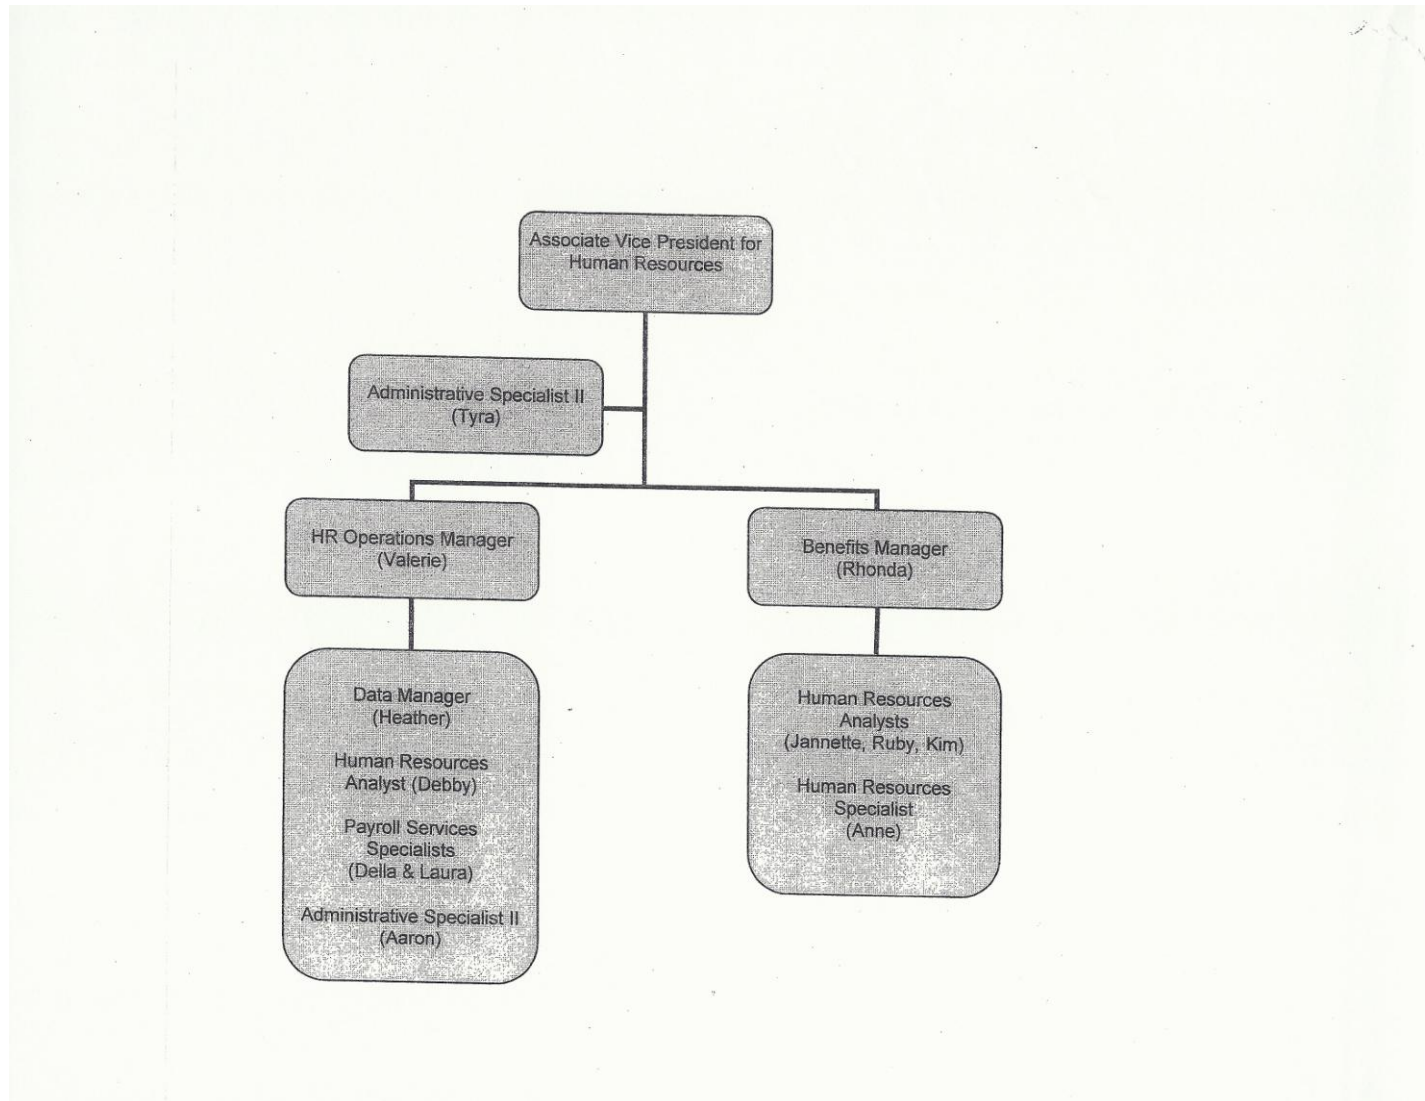 Associate Vice President for
Human Resources
Administrative Specialist II
(Tyra)
HR Operations Manager
(Valerie)
Benefits Manager
(Rhonda)
Data Manager
(Heather)
Human Resources
Analyst (Debby)
Payroll Services
Specialists
(Della & Laura)
Administrative Specialist II
(Aaron)
Human Resources
Analysts
(Jannette, Ruby, Kim)
Human Resources
Specialist
(Anne)